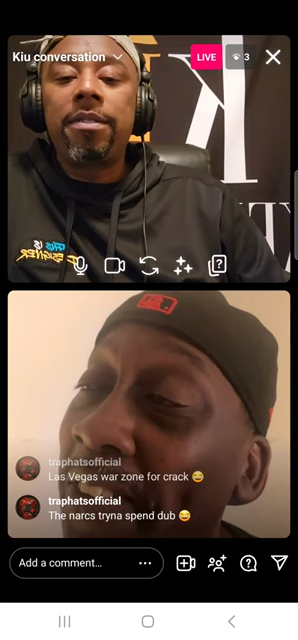 Kiu conversation
LIVE
3
traphatsofficial
Las Vegas war zone for crack 😂
traphatsofficial
The narcs tryna spend dub 😂
Add a comment...